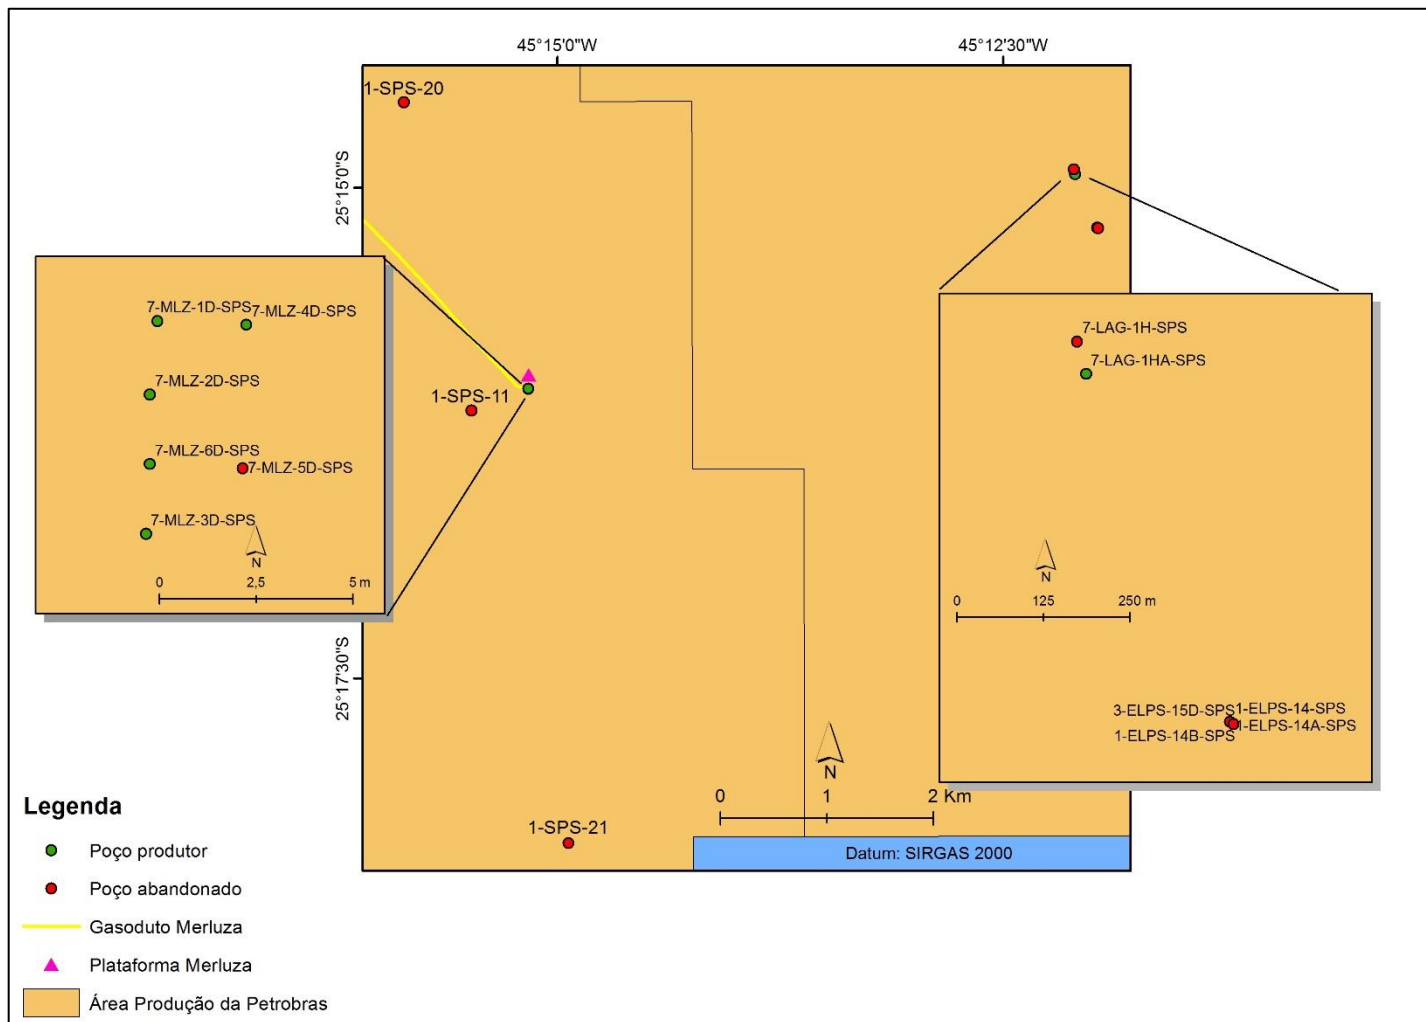 45°15'0"W
45°12'30"W
1-SPS-20
25°15'0"S
7-MLZ-1D-SPS
7-MLZ-4D-SPS
7-MLZ-2D-SPS
7-MLZ-6D-SPS
7-MLZ-5D-SPS
7-MLZ-3D-SPS
N
0 2,5 5 m
1-SPS-11
7-LAG-1H-SPS
7-LAG-1HA-SPS
N
0 125 250 m
3-ELPS-15D-SPS
1-ELPS-14-SPS
1-ELPS-14A-SPS
1-ELPS-14B-SPS
25°17'30"S
N
0 1 2 Km
1-SPS-21
Datum: SIRGAS 2000
Legenda
Poço produtor
Poço abandonado
Gasoduto Merluza
Plataforma Merluza
Área Produção da Petrobras